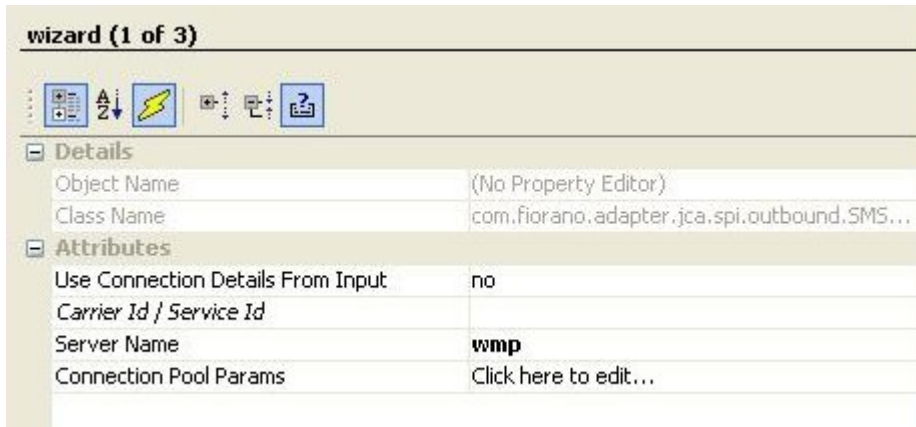 wizard (1 of 3)
A
Z
Details
Object Name (No Property Editor)
Class Name com.fiorano.adapter.jca.spi.outbound.SMS...
Attributes
Use Connection Details From Input no
Carrier Id / Service Id
Server Name wmp
Connection Pool Params Click here to edit...